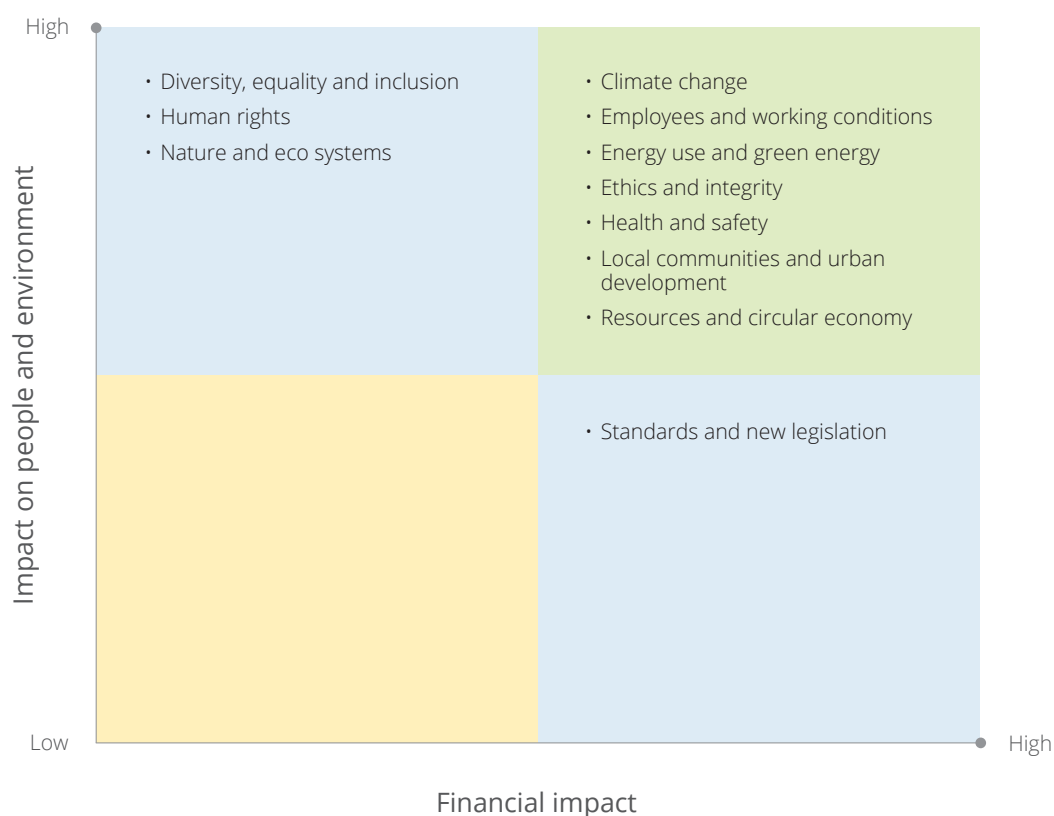 High
• Diversity, equality and inclusion
• Human rights
• Nature and eco systems
• Climate change
• Employees and working conditions
• Energy use and green energy
• Ethics and integrity
• Health and safety
• Local communities and urban
development
• Resources and circular economy
Impact on people and environment
• Standards and new legislation
Low
High
Financial impact